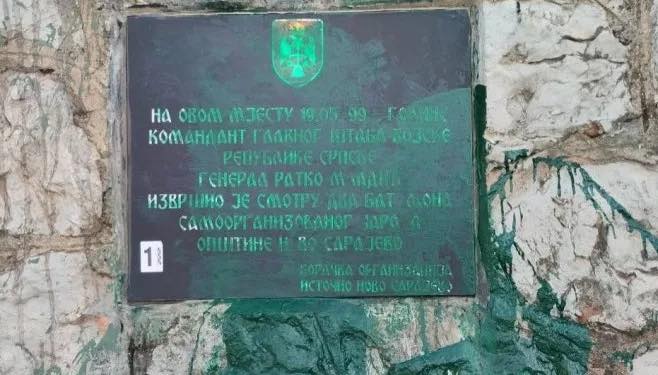 НА ОВОМ МЈЕСТУ 19.05.99
КОМАНДАНТ ГЛАВНОГ ШТАБА ВОЈСКЕ
РЕПУБЛИКЕ СРПСКЕ
ГЕНЕРАЛ РАТКО
ИЗВРШИО ЈЕ СМОТРУ ДВА
САМООРГАНИЗОВАНОГ
ОПШТИНЕ САРАЈЕВО
БОРАЧКА ОРГАНИЗАЦИЈА
ИСТОЧНО НОВО САРАЈЕВО
1